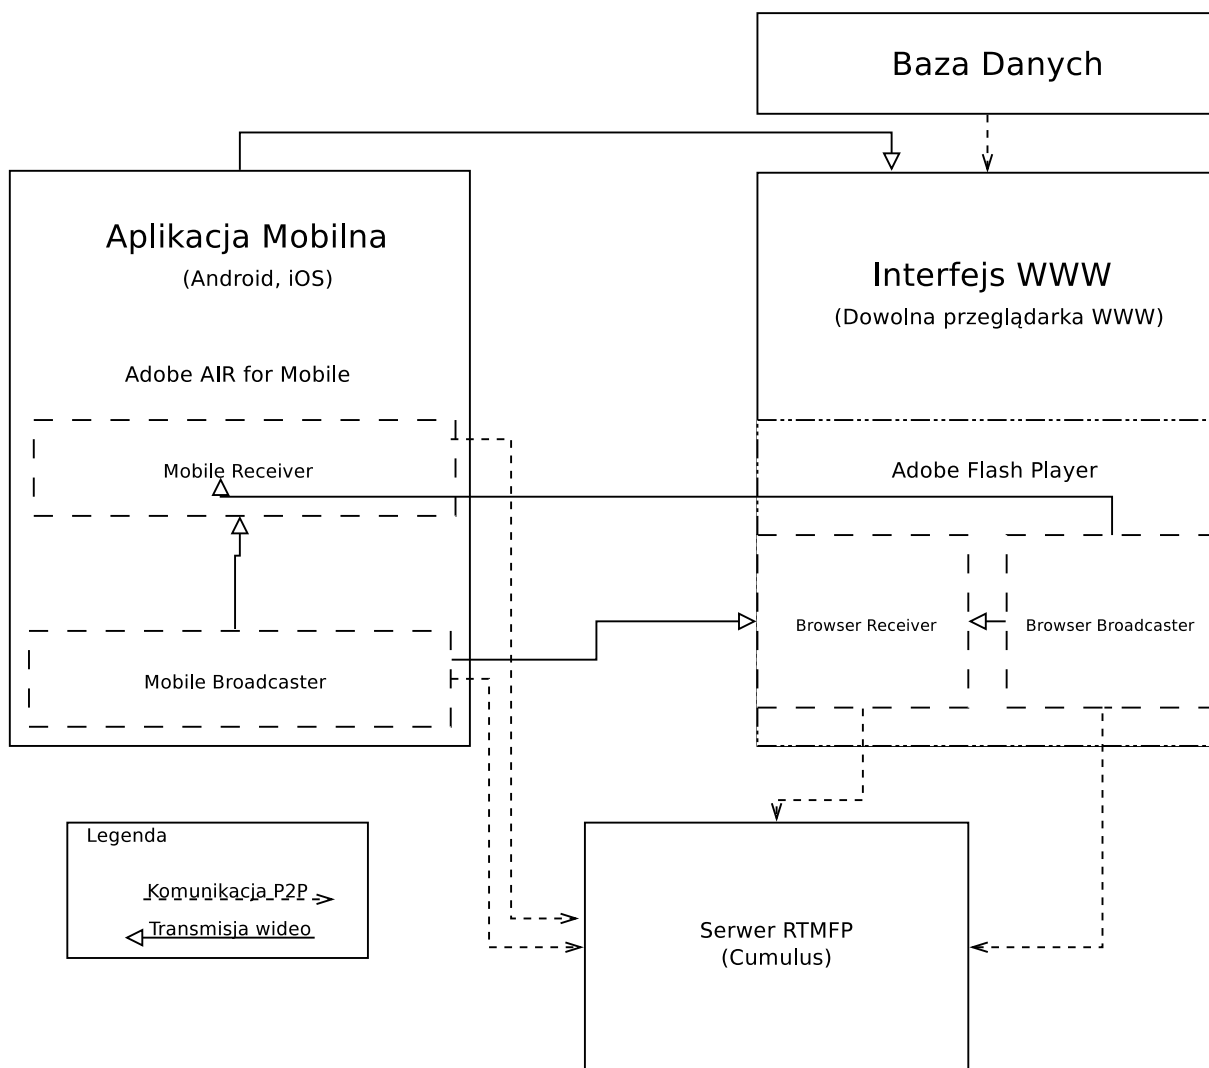 Baza Danych
Aplikacja Mobilna
(Android, iOS)
Interfejs WWW
(Dowolna przeglądarka WWW)
Adobe AIR for Mobile
Mobile Receiver
Adobe Flash Player
Mobile Broadcaster
Browser Receiver
Browser Broadcaster
Legenda
Komunikacja P2P
Transmisja wideo
Serwer RTMFP
(Cumulus)